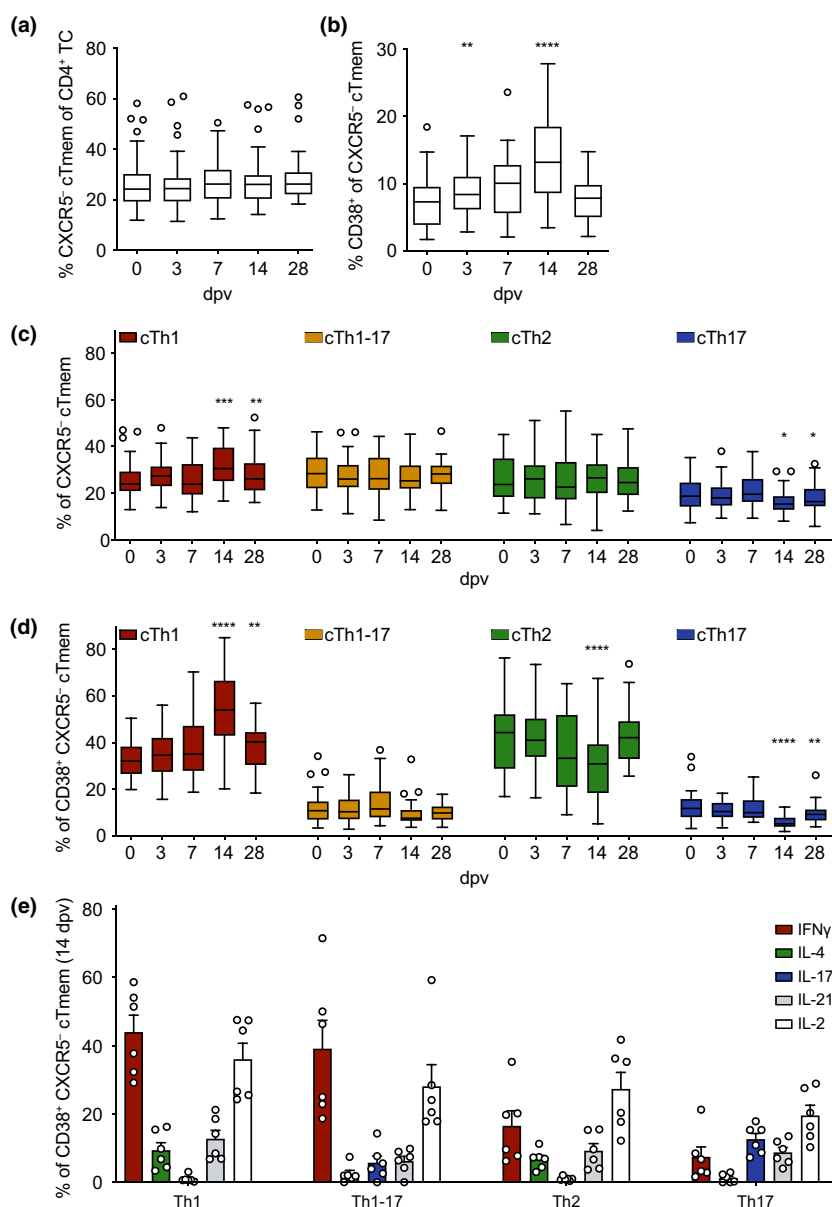 (a)
% CXCR5⁻ cTmem of CD4⁺ TC
80
60
40
20
0
0 3 7 14 28
dpv
(b)
% CD38⁺ of CXCR5⁻ cTmem
30
20
10
0
** ****
0 3 7 14 28
dpv
(c)
% of CXCR5⁻ cTmem
80
60
40
20
0
cTh1 cTh1-17 cTh2 cTh17
*** ** * *
0 3 7 14 28 0 3 7 14 28 0 3 7 14 28 0 3 7 14 28
dpv
(d)
% of CD38⁺ CXCR5⁻ cTmem
80
60
40
20
0
cTh1 cTh1-17 cTh2 cTh17
**** ** **** **** **
0 3 7 14 28 0 3 7 14 28 0 3 7 14 28 0 3 7 14 28
dpv
(e)
% of CD38⁺ CXCR5⁻ cTmem (14 dpv)
80
60
40
20
0
IFNγ
IL-4
IL-17
IL-21
IL-2
Th1 Th1-17 Th2 Th17